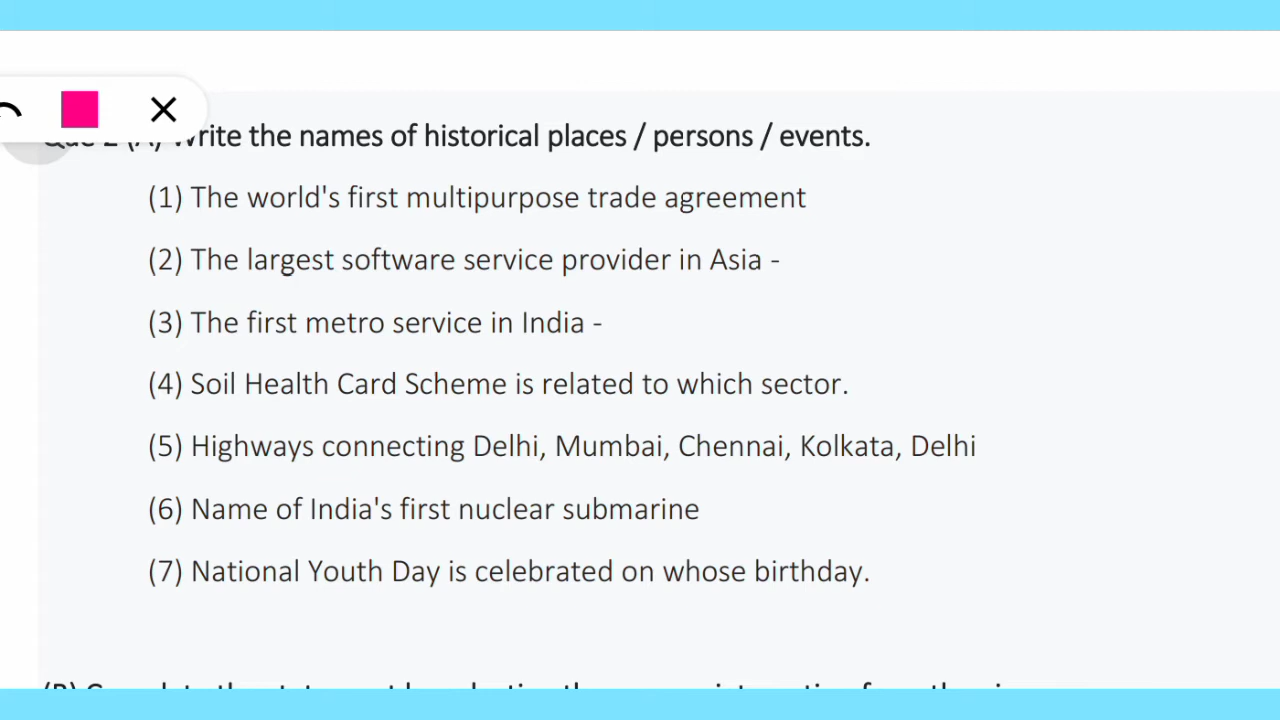 Que 2 (A) Write the names of historical places / persons / events.
(1) The world's first multipurpose trade agreement
(2) The largest software service provider in Asia -
(3) The first metro service in India -
(4) Soil Health Card Scheme is related to which sector.
(5) Highways connecting Delhi, Mumbai, Chennai, Kolkata, Delhi
(6) Name of India's first nuclear submarine
(7) National Youth Day is celebrated on whose birthday.